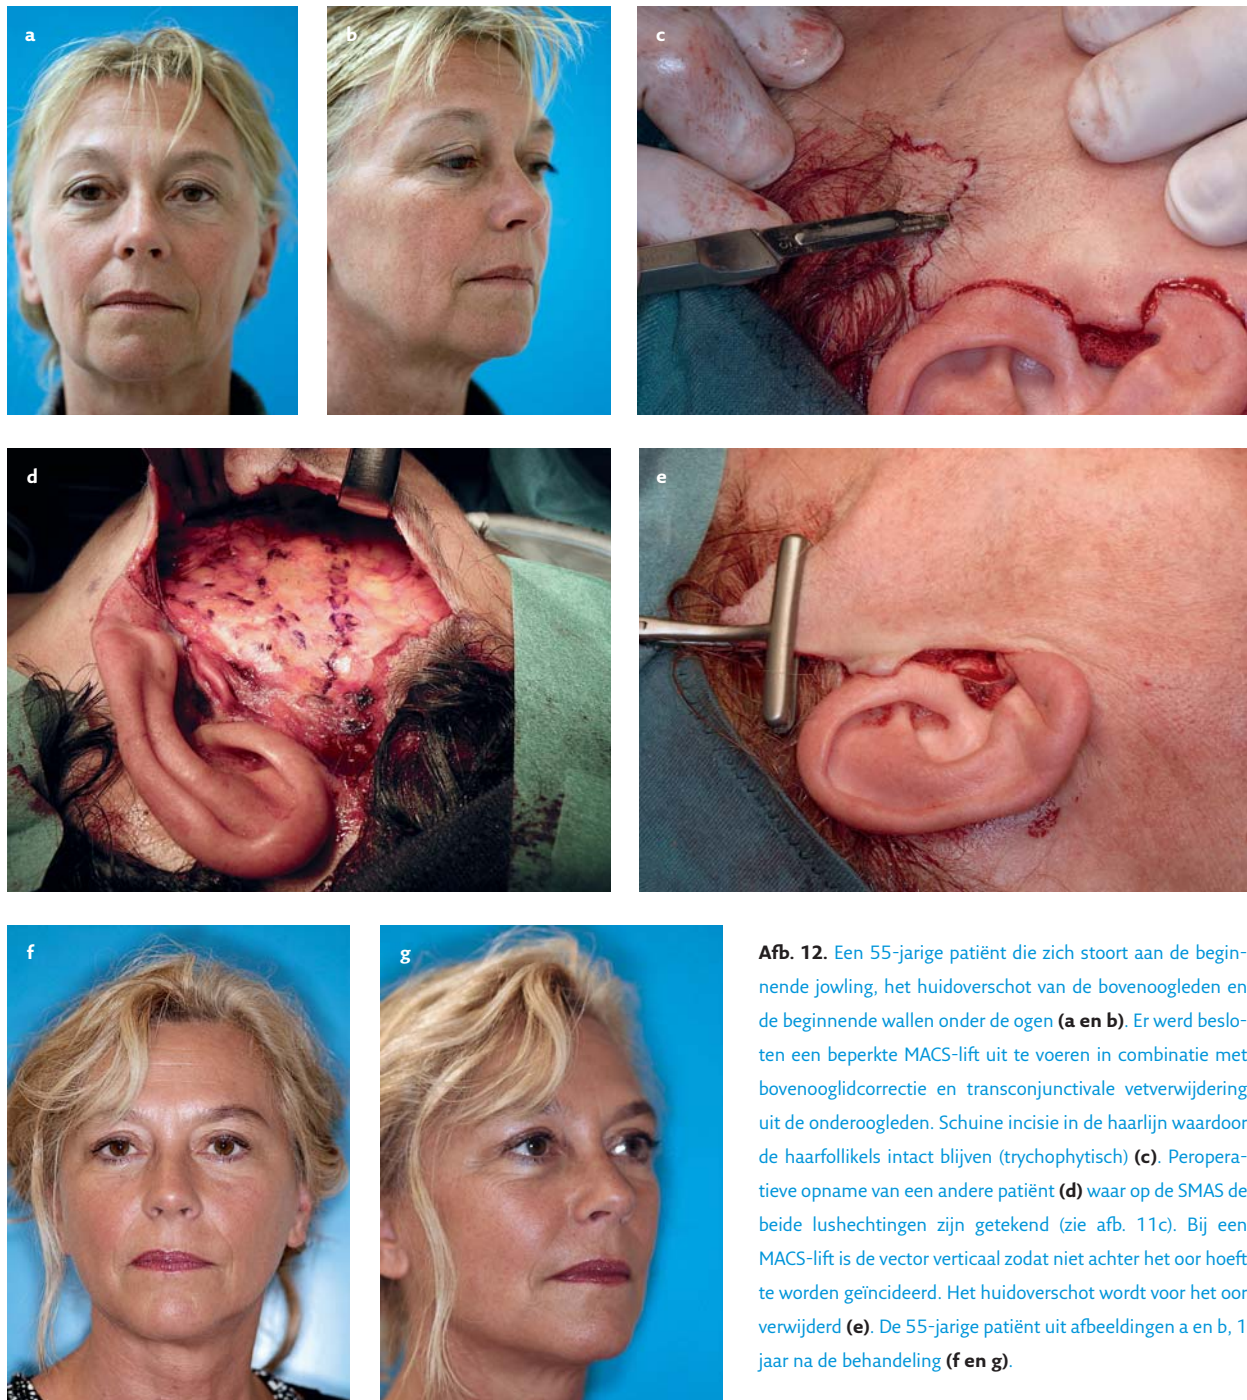 a
b
c
d
e
f
g
Afb. 12. Een 55-jarige patiënt die zich stoort aan de begin-
nende jowling, het huidoverschot van de bovenoogleden en
de beginnende wallen onder de ogen (a en b). Er werd beslo-
ten een beperkte MACS-lift uit te voeren in combinatie met
bovenooglidcorrectie en transconjunctivale vetverwijdering
uit de onderoogleden. Schuine incisie in de haarlijn waardoor
de haarfollikels intact blijven (trychophytisch) (c). Peropera-
tieve opname van een andere patiënt (d) waar op de SMAS de
beide lushechtingen zijn getekend (zie afb. 11c). Bij een
MACS-lift is de vector verticaal zodat niet achter het oor hoeft
te worden geïncideerd. Het huidoverschot wordt voor het oor
verwijderd (e). De 55-jarige patiënt uit afbeeldingen a en b, 1
jaar na de behandeling (f en g).